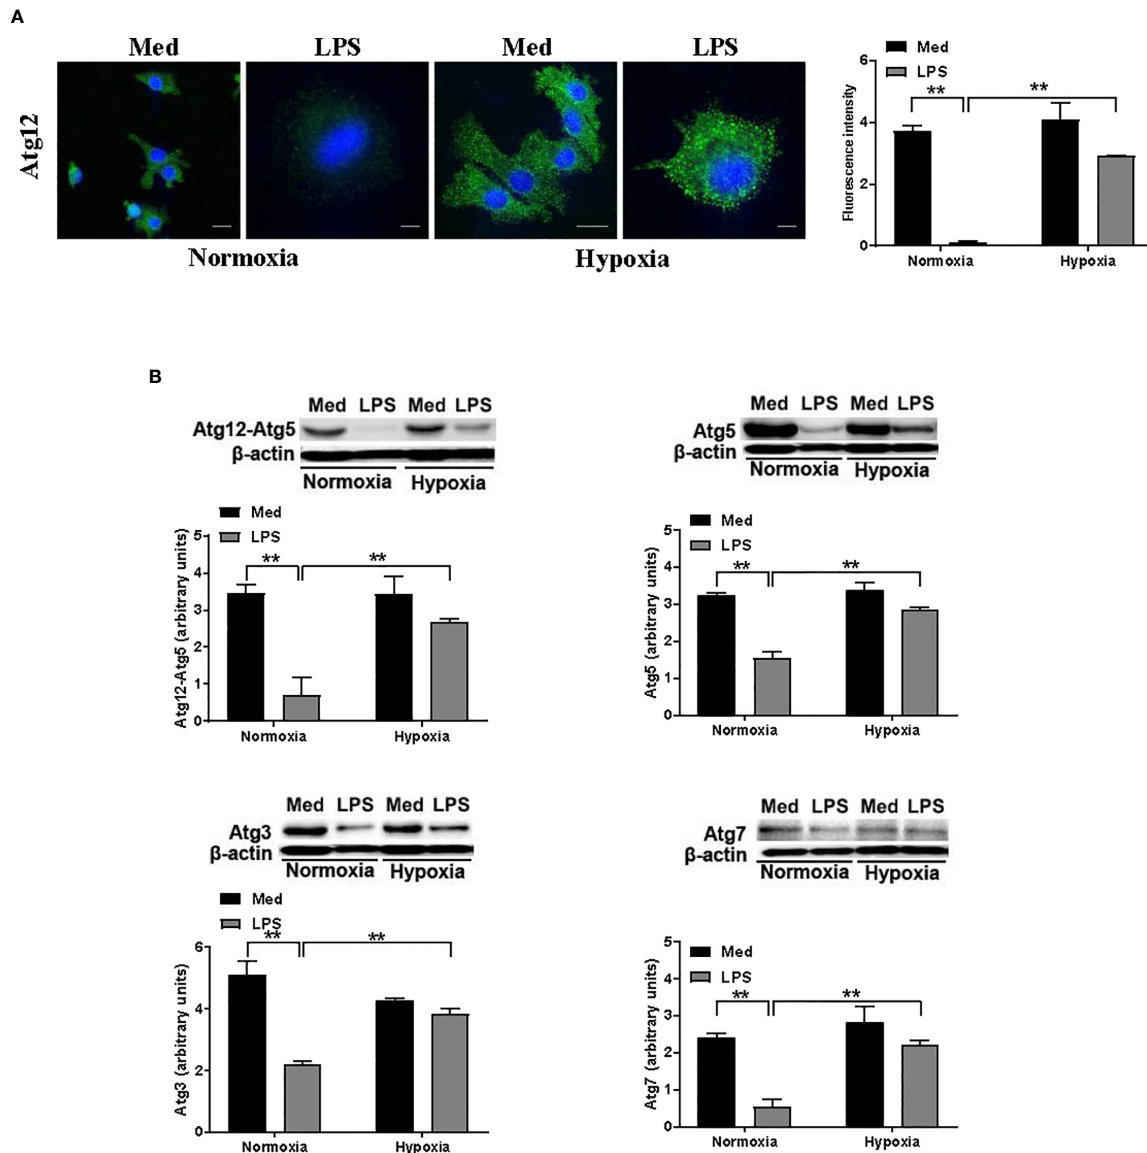 A
Med LPS Med LPS
Atg12
Normoxia Hypoxia
Med
LPS
Fluorescence intensity
6
4
2
0
** **
Normoxia Hypoxia
B
Med LPS Med LPS
Atg12-Atg5
β-actin
Normoxia Hypoxia
Med
LPS
Atg12-Atg5 (arbitrary units)
5
4
3
2
1
0
** **
Normoxia Hypoxia
Med LPS Med LPS
Atg5
β-actin
Normoxia Hypoxia
Med
LPS
Atg5 (arbitrary units)
5
4
3
2
1
0
** **
Normoxia Hypoxia
Med LPS Med LPS
Atg3
β-actin
Normoxia Hypoxia
Med
LPS
Atg3 (arbitrary units)
6
4
2
0
** **
Normoxia Hypoxia
Med LPS Med LPS
Atg7
β-actin
Normoxia Hypoxia
Med
LPS
Atg7 (arbitrary units)
5
4
3
2
1
0
** **
Normoxia Hypoxia